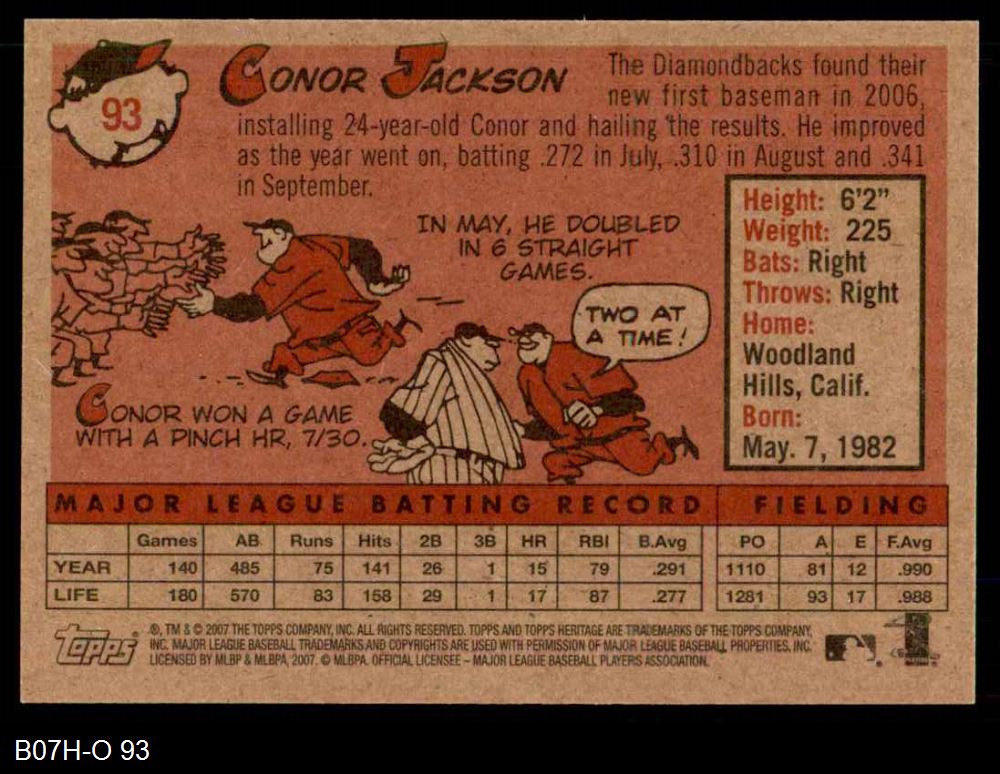 93
CONOR JACKSON
The Diamondbacks found their
new first baseman in 2006,
installing 24-year-old Conor and hailing the results. He improved
as the year went on, batting .272 in July, .310 in August and .341
in September.
IN MAY, HE DOUBLED
IN 6 STRAIGHT
GAMES.
TWO AT
A TIME!
CONOR WON A GAME
WITH A PINCH HR, 7/30.
Height: 6'2"
Weight: 225
Bats: Right
Throws: Right
Home:
Woodland
Hills, Calif.
Born:
May. 7, 1982
MAJOR LEAGUE BATTING RECORD FIELDING
Games AB Runs Hits 2B 3B HR RBI B.Avg PO A E F.Avg
YEAR 140 485 75 141 26 1 15 79 .291 1110 81 12 .990
LIFE 180 570 83 158 29 1 17 87 .277 1281 93 17 .988
Topps
®, TM & © 2007 THE TOPPS COMPANY, INC. ALL RIGHTS RESERVED. TOPPS AND TOPPS HERITAGE ARE TRADEMARKS OF THE TOPPS COMPANY,
INC. MAJOR LEAGUE BASEBALL TRADEMARKS AND COPYRIGHTS ARE USED WITH PERMISSION OF MAJOR LEAGUE BASEBALL PROPERTIES, INC.
LICENSED BY MLBP & MLBPA, 2007. © MLBPA. OFFICIAL LICENSEE – MAJOR LEAGUE BASEBALL PLAYERS ASSOCIATION.
B07H-O 93